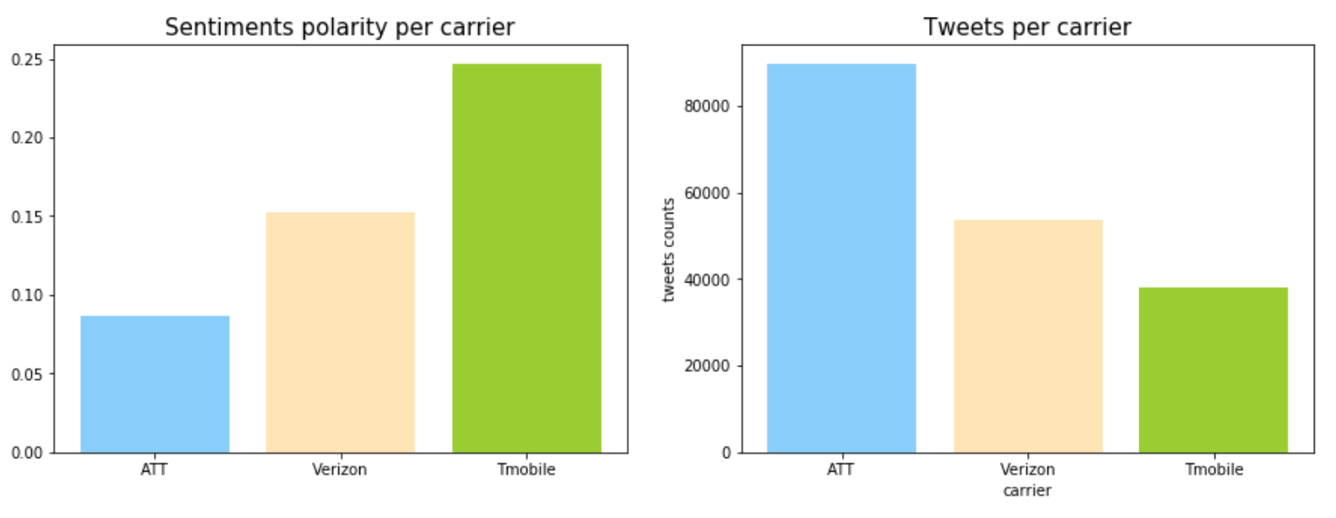 Sentiments polarity per carrier
0.25
0.20
0.15
0.10
0.05
0.00
ATT Verizon Tmobile
Tweets per carrier
tweets counts
80000
60000
40000
20000
0
ATT Verizon Tmobile
carrier